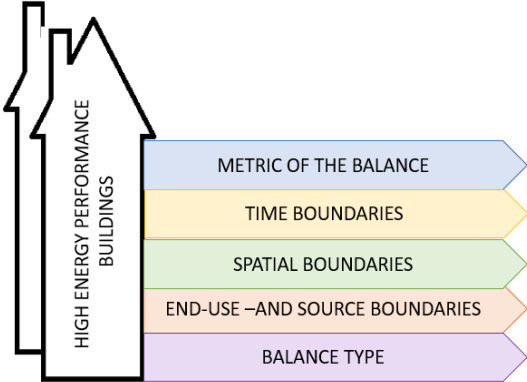 HIGH ENERGY PERFORMANCE
BUILDINGS
METRIC OF THE BALANCE
TIME BOUNDARIES
SPATIAL BOUNDARIES
END-USE –AND SOURCE BOUNDARIES
BALANCE TYPE